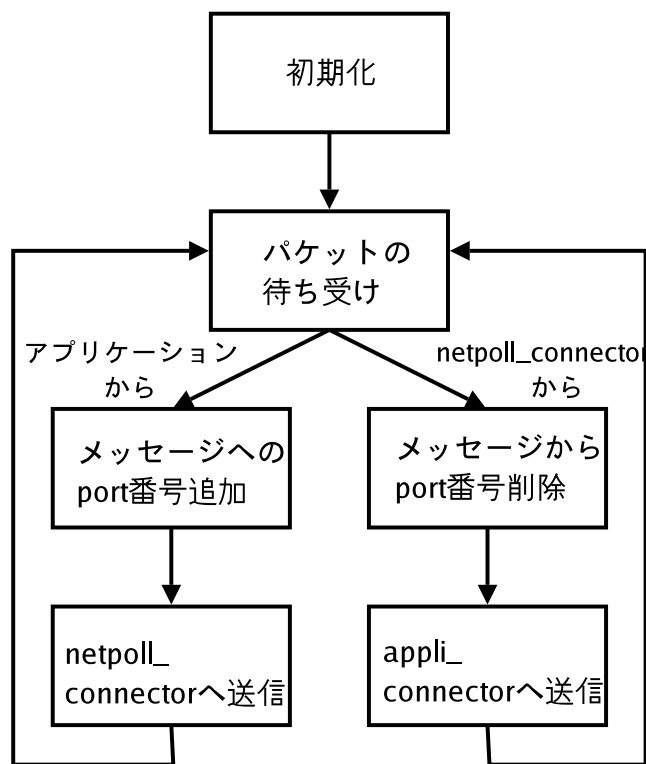 初期化
パケットの
待ち受け
アプリケーション
から
netpoll_connector
から
メッセージへの
port番号追加
メッセージから
port番号削除
netpoll_
connectorへ送信
appli_
connectorへ送信